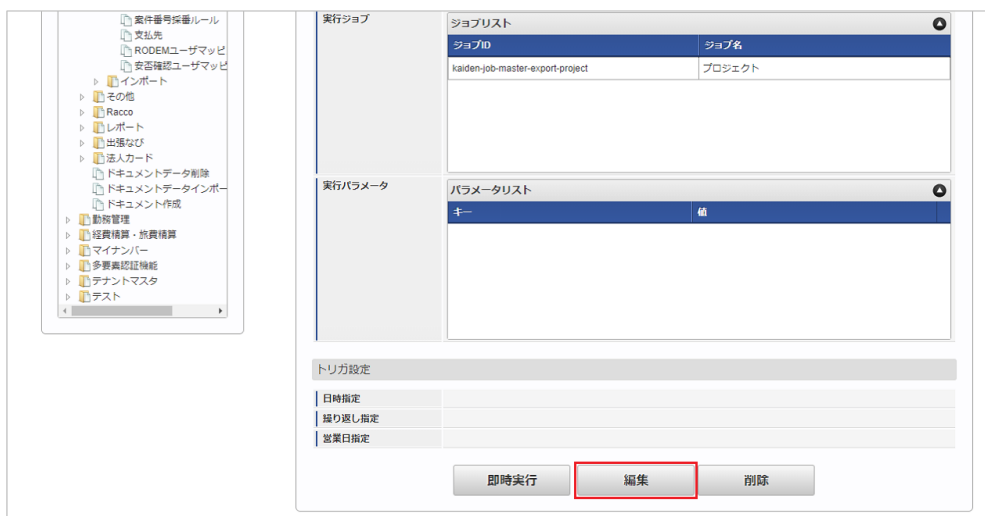 案件番号採番ルール
支払先
RODEMユーザマッピ
安否確認ユーザマッピ
インポート
その他
Racco
レポート
出張なび
法人カード
ドキュメントデータ削除
ドキュメントデータインポー
ドキュメント作成
勤務管理
経費精算・旅費精算
マイナンバー
多要素認証機能
テナントマスタ
テスト
実行ジョブ
ジョブリスト
ジョブID ジョブ名
kaiden-job-master-export-project プロジェクト
実行パラメータ
パラメータリスト
キー 値
トリガ設定
日時指定
繰り返し指定
営業日指定
即時実行 編集 削除